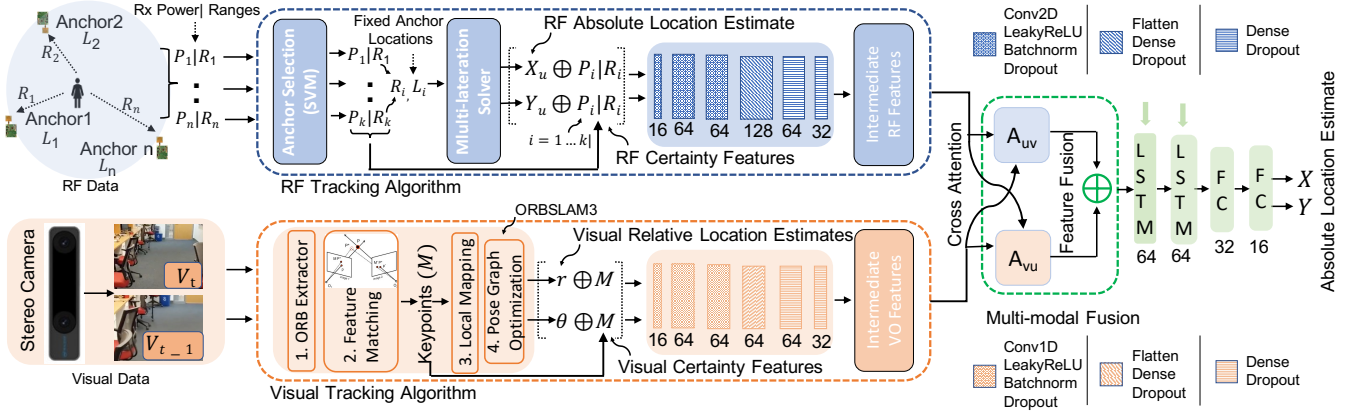 Rx Power| Ranges
Anchor2
L₂
R₂
R₁
Rₙ
Anchor1
L₁
Anchor n
Lₙ
RF Data
P₁|R₁
Pₙ|Rₙ
Anchor Selection
(SVM)
P₁|R₁
Pₖ|Rₖ
Fixed Anchor
Locations
Rᵢ, Lᵢ
Multi-lateration
Solver
RF Absolute Location Estimate
Xᵤ ⊕ Pᵢ|Rᵢ
Yᵤ ⊕ Pᵢ|Rᵢ
i = 1 … k|
RF Certainty Features
16 64 64 128 64 32
Intermediate
RF Features
RF Tracking Algorithm
Conv2D
LeakyReLU
Batchnorm
Dropout
Flatten
Dense
Dropout
Dense
Dropout
Stereo Camera
Vₜ
Vₜ _ ₁
Visual Data
1. ORB Extractor
2. Feature
Matching
Keypoints (M)
3. Local Mapping
4. Pose Graph
Optimization
ORBSLAM3
Visual Relative Location Estimates
r ⊕ M
θ ⊕ M
Visual Certainty Features
16 64 64 64 64 32
Intermediate
VO Features
Visual Tracking Algorithm
Cross Attention
Aᵤᵥ
Aᵥᵤ
Feature Fusion
Multi-modal Fusion
LSTM
64
LSTM
64
FC
32
FC
16
X
Y
Absolute Location Estimate
Conv1D
LeakyReLU
Batchnorm
Dropout
Flatten
Dense
Dropout
Dense
Dropout